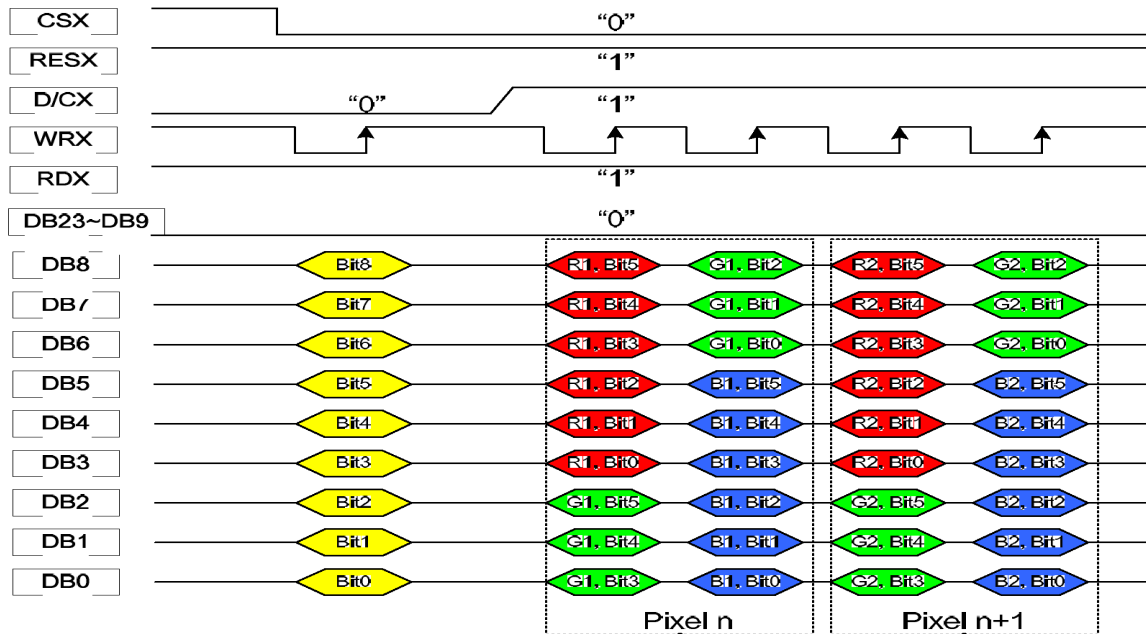 CSX “0”
RESX “1”
D/CX “0” “1”
WRX
RDX “1”
DB23~DB9 “0”
DB8 Bit8 R1, Bit5 G1, Bit2 R2, Bit5 G2, Bit2
DB7 Bit7 R1, Bit4 G1, Bit1 R2, Bit4 G2, Bit1
DB6 Bit6 R1, Bit3 G1, Bit0 R2, Bit3 G2, Bit0
DB5 Bit5 R1, Bit2 B1, Bit5 R2, Bit2 B2, Bit5
DB4 Bit4 R1, Bit1 B1, Bit4 R2, Bit1 B2, Bit4
DB3 Bit3 R1, Bit0 B1, Bit3 R2, Bit0 B2, Bit3
DB2 Bit2 G1, Bit5 B1, Bit2 G2, Bit5 B2, Bit2
DB1 Bit1 G1, Bit4 B1, Bit1 G2, Bit4 B2, Bit1
DB0 Bit0 G1, Bit3 B1, Bit0 G2, Bit3 B2, Bit0
Pixel n Pixel n+1